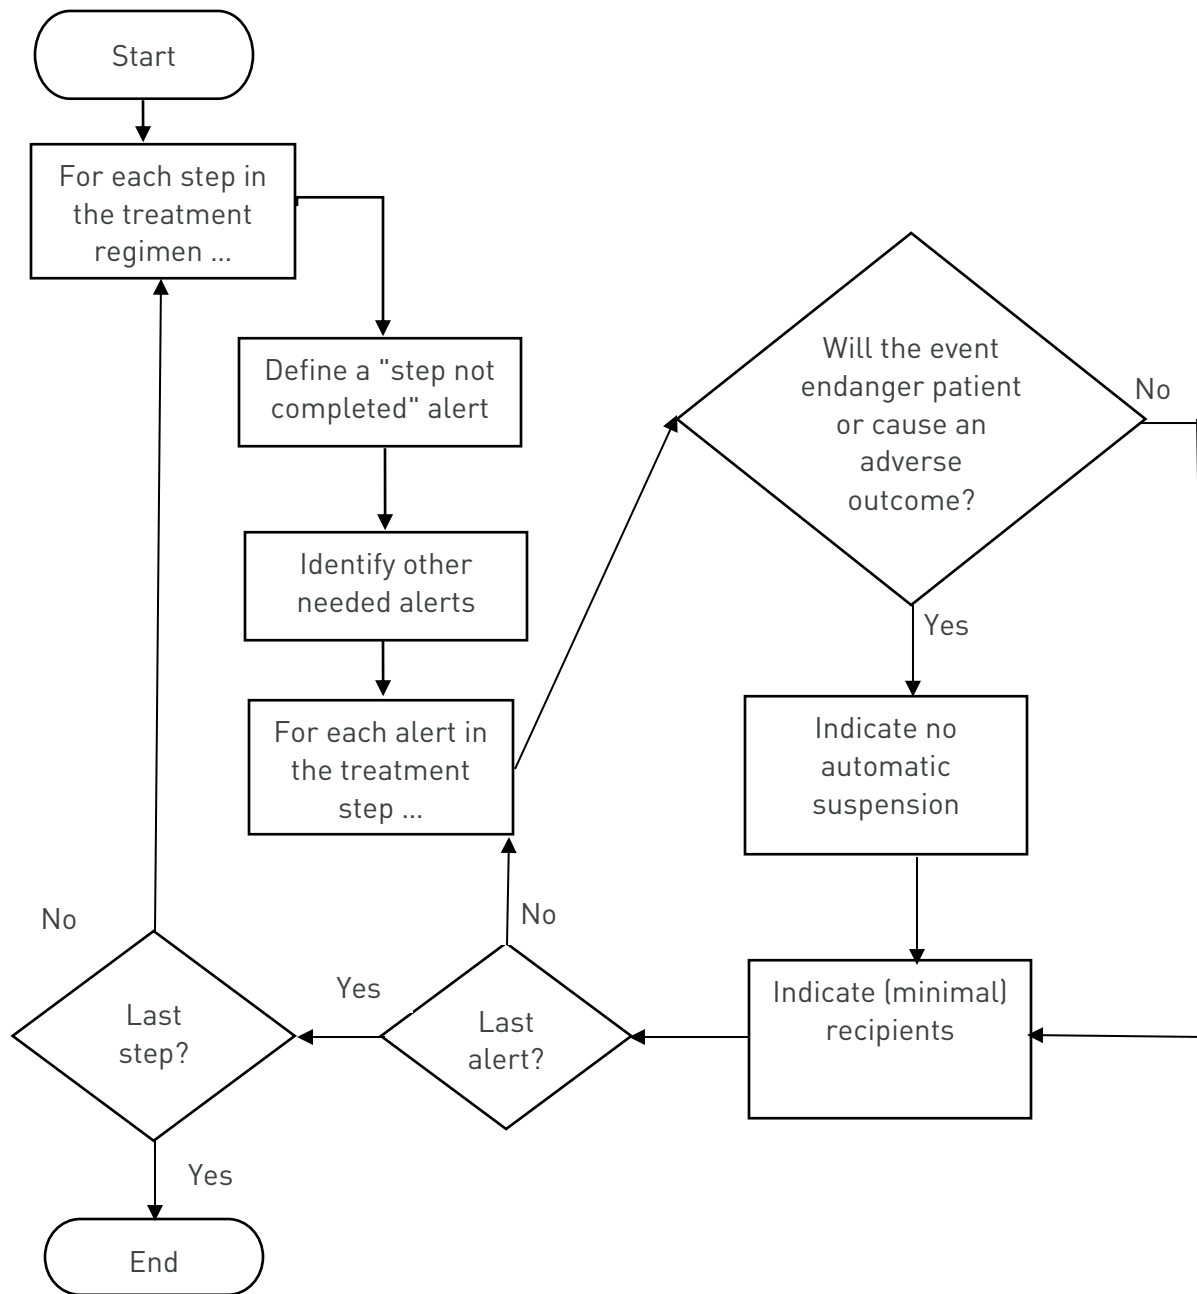 Start
For each step in
the treatment
regimen ...
Define a "step not
completed" alert
Identify other
needed alerts
For each alert in
the treatment
step ...
Will the event
endanger patient
or cause an
adverse
outcome?
No
Yes
Indicate no
automatic
suspension
Indicate (minimal)
recipients
Last
alert?
No
Yes
Last
step?
No
Yes
End